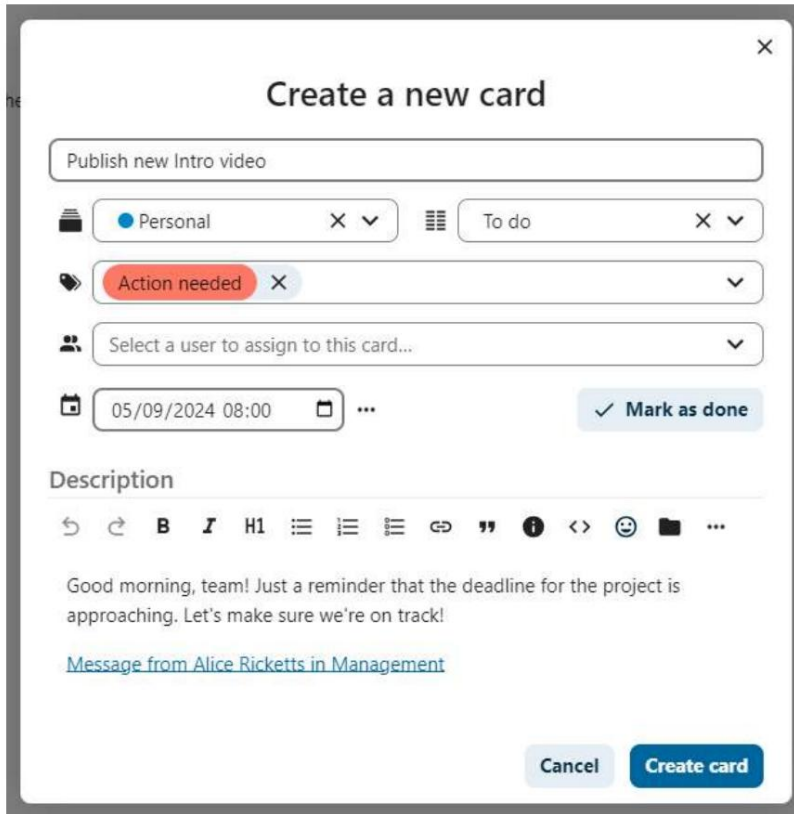 he
Create a new card
Publish new Intro video
Personal
To do
Action needed
Select a user to assign to this card...
05/09/2024 08:00
Mark as done
Description
B I H1
Good morning, team! Just a reminder that the deadline for the project is
approaching. Let's make sure we're on track!
Message from Alice Ricketts in Management
Cancel
Create card